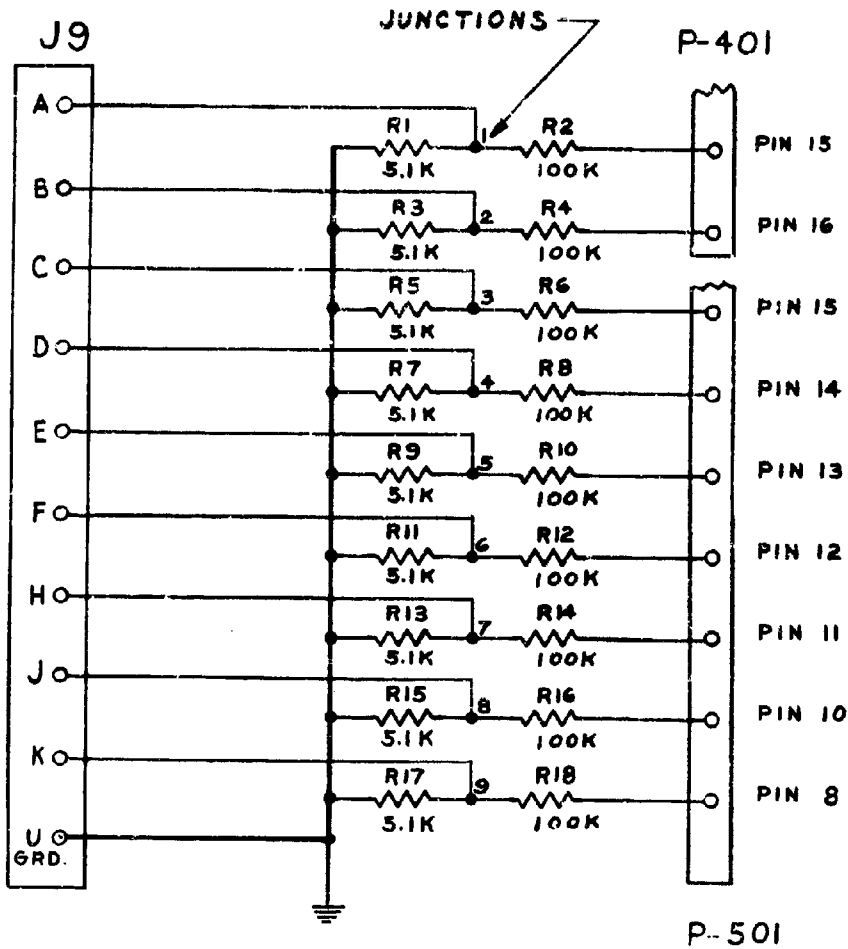 JUNCTIONS
J9
P-401
A
R1
1
R2
PIN 15
5.1K
100K
B
R3
2
R4
PIN 16
5.1K
100K
C
R5
3
R6
PIN 15
5.1K
100K
D
R7
4
R8
PIN 14
5.1K
100K
E
R9
5
R10
PIN 13
5.1K
100K
F
R11
6
R12
PIN 12
5.1K
100K
H
R13
7
R14
PIN 11
5.1K
100K
J
R15
8
R16
PIN 10
5.1K
100K
K
R17
9
R18
PIN 8
5.1K
100K
U
GRD.
P-501